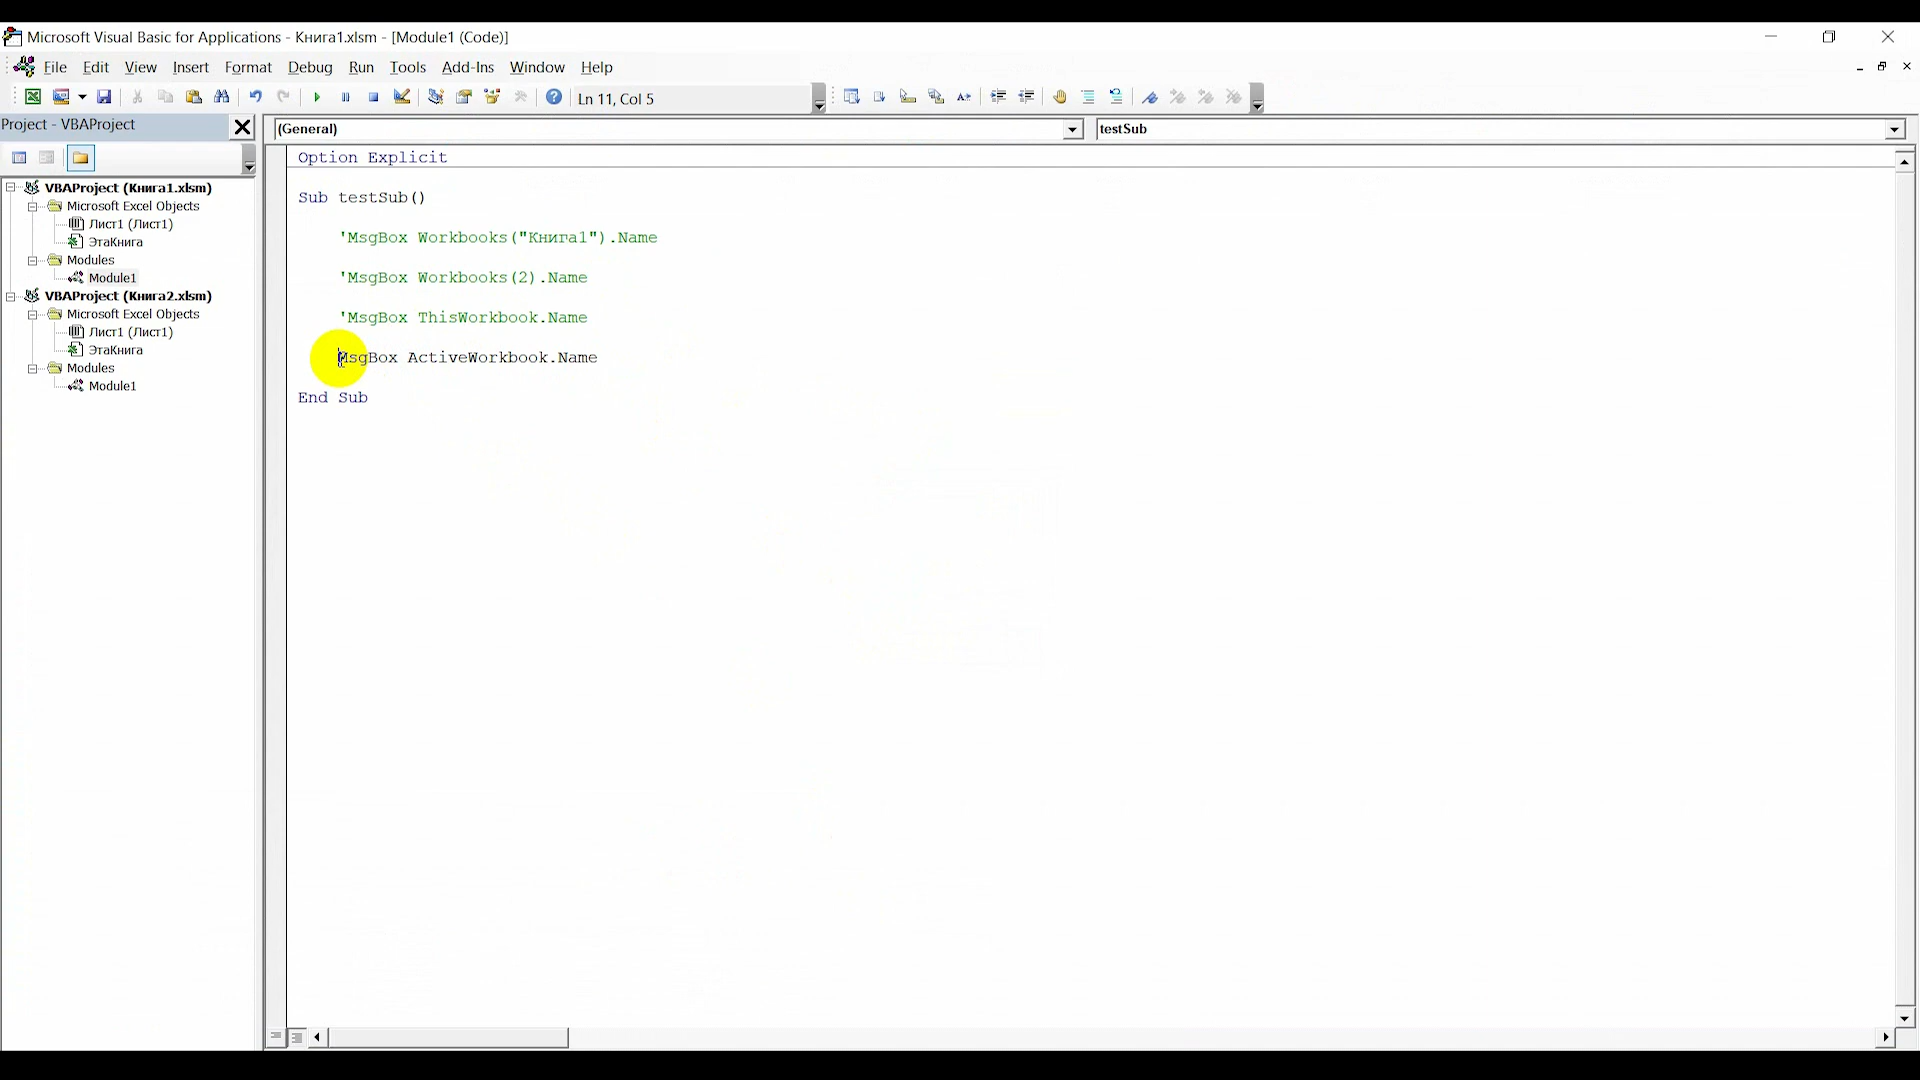 Microsoft Visual Basic for Applications - Книга1.xlsm - [Module1 (Code)]
File Edit View Insert Format Debug Run Tools Add-Ins Window Help
Ln 11, Col 5
Project - VBAProject
(General)
testSub
VBAProject (Книга1.xlsm)
Microsoft Excel Objects
Лист1 (Лист1)
ЭтаКнига
Modules
Module1
VBAProject (Книга2.xlsm)
Microsoft Excel Objects
Лист1 (Лист1)
ЭтаКнига
Modules
Module1
Option Explicit
Sub testSub()
'MsgBox Workbooks("Книга1").Name
'MsgBox Workbooks(2).Name
'MsgBox ThisWorkbook.Name
MsgBox ActiveWorkbook.Name
End Sub